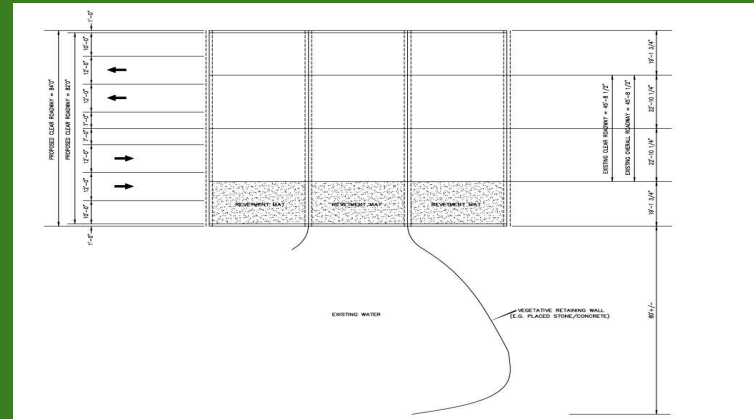 1'-0"
10'-0"
12'-0"
12'-0"
7'-0"
7'-0"
12'-0"
12'-0"
10'-0"
1'-0"
PROPOSED CLEAR ROADWAY = 84'0"
PROPOSED CLEAR ROADWAY = 82'0"
REVETMENT MAT
REVETMENT MAT
REVETMENT MAT
EXISTING CLEAR ROADWAY = 45'-8 1/2"
EXISTING OVERALL ROADWAY = 45'-8 1/2"
19'-1 3/4"
22'-10 1/4"
22'-10 1/4"
19'-1 3/4"
80'+/-
EXISTING WATER
VEGETATIVE RETAINING WALL
(E.G. PLACED STONE/CONCRETE)